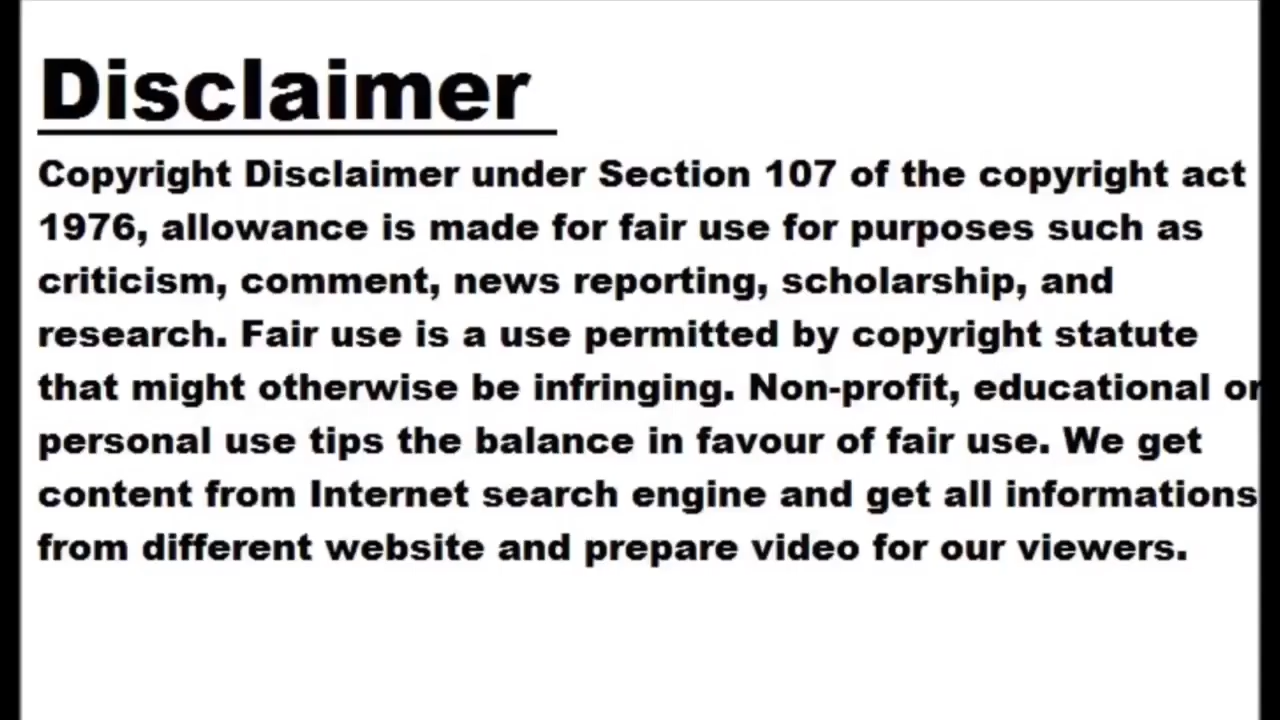 Disclaimer
Copyright Disclaimer under Section 107 of the copyright act
1976, allowance is made for fair use for purposes such as
criticism, comment, news reporting, scholarship, and
research. Fair use is a use permitted by copyright statute
that might otherwise be infringing. Non-profit, educational or
personal use tips the balance in favour of fair use. We get
content from Internet search engine and get all informations
from different website and prepare video for our viewers.